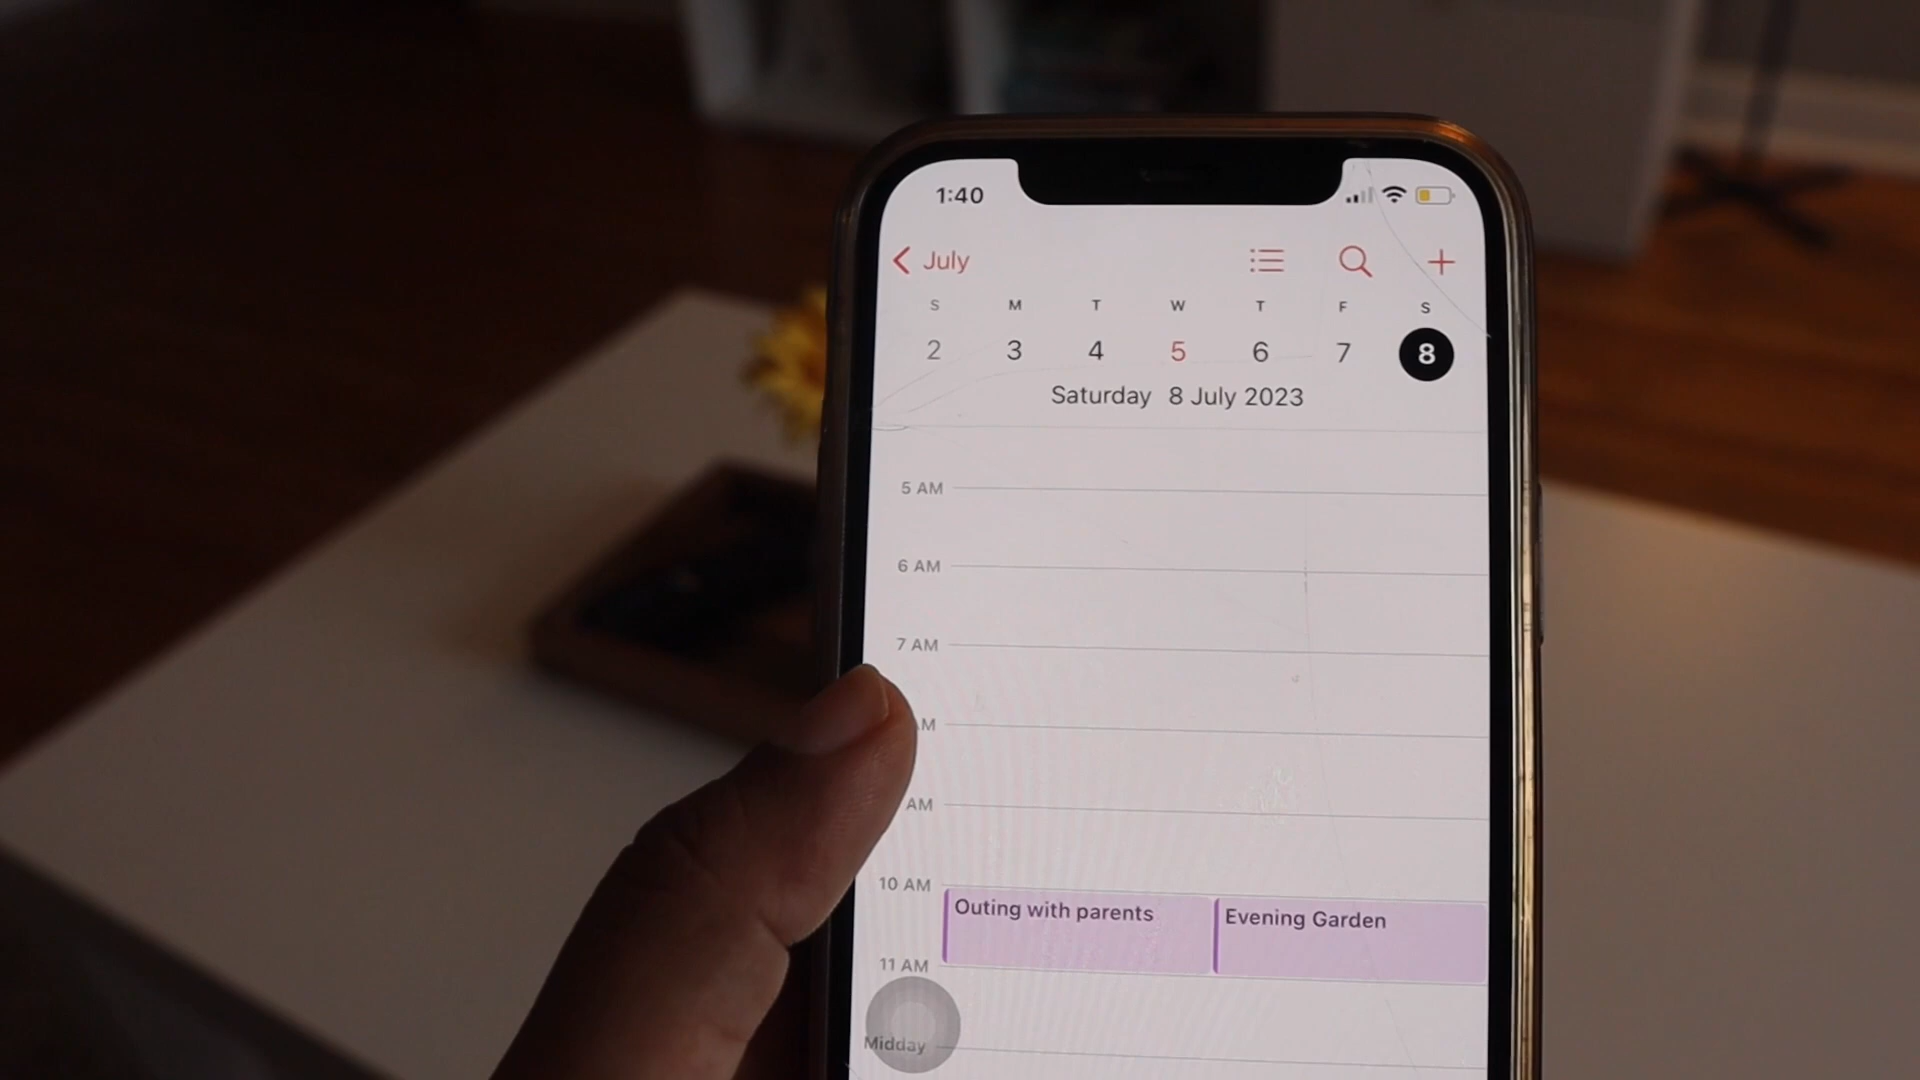 1:40
July
S M T W T F S
2 3 4 5 6 7 8
Saturday 8 July 2023
5 AM
6 AM
7 AM
AM
10 AM
Outing with parents
Evening Garden
11 AM
Midday